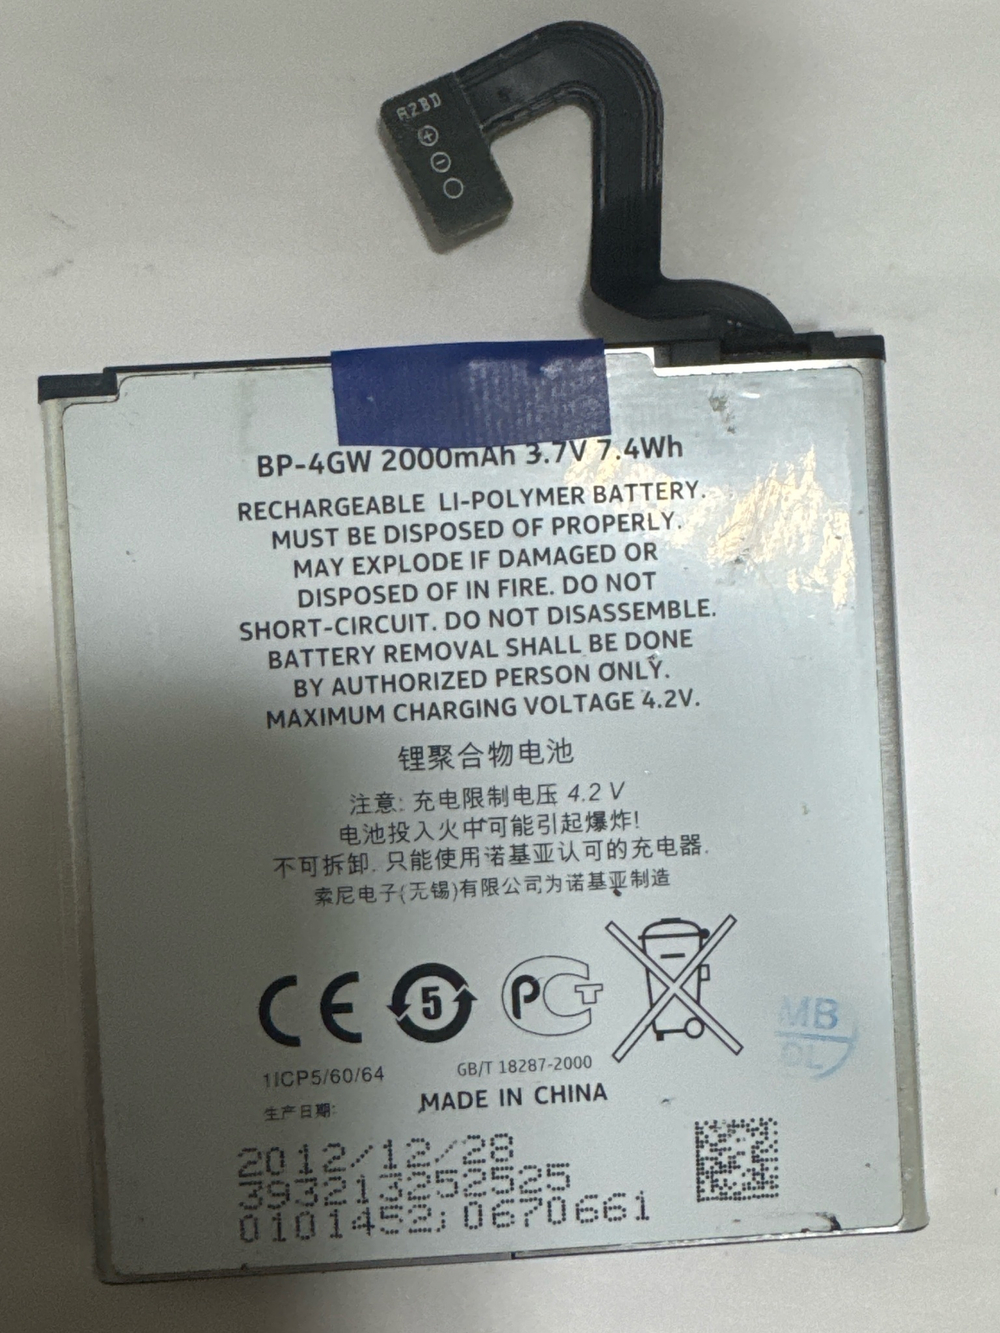 A2BD
BP-4GW 2000mAh 3.7V 7.4Wh
RECHARGEABLE LI-POLYMER BATTERY.
MUST BE DISPOSED OF PROPERLY.
MAY EXPLODE IF DAMAGED OR
DISPOSED OF IN FIRE. DO NOT
SHORT-CIRCUIT. DO NOT DISASSEMBLE.
BATTERY REMOVAL SHALL BE DONE
BY AUTHORIZED PERSON ONLY.
MAXIMUM CHARGING VOLTAGE 4.2V.
锂聚合物电池
注意: 充电限制电压 4.2 V
电池投入火中可能引起爆炸!
不可拆卸. 只能使用诺基亚认可的充电器.
索尼电子(无锡)有限公司为诺基亚制造
CE 5 PCT
1ICP5/60/64 GB/T 18287-2000
生产日期: MADE IN CHINA
MB
DL
2012/12/28
393213252525
0101452; 0670661